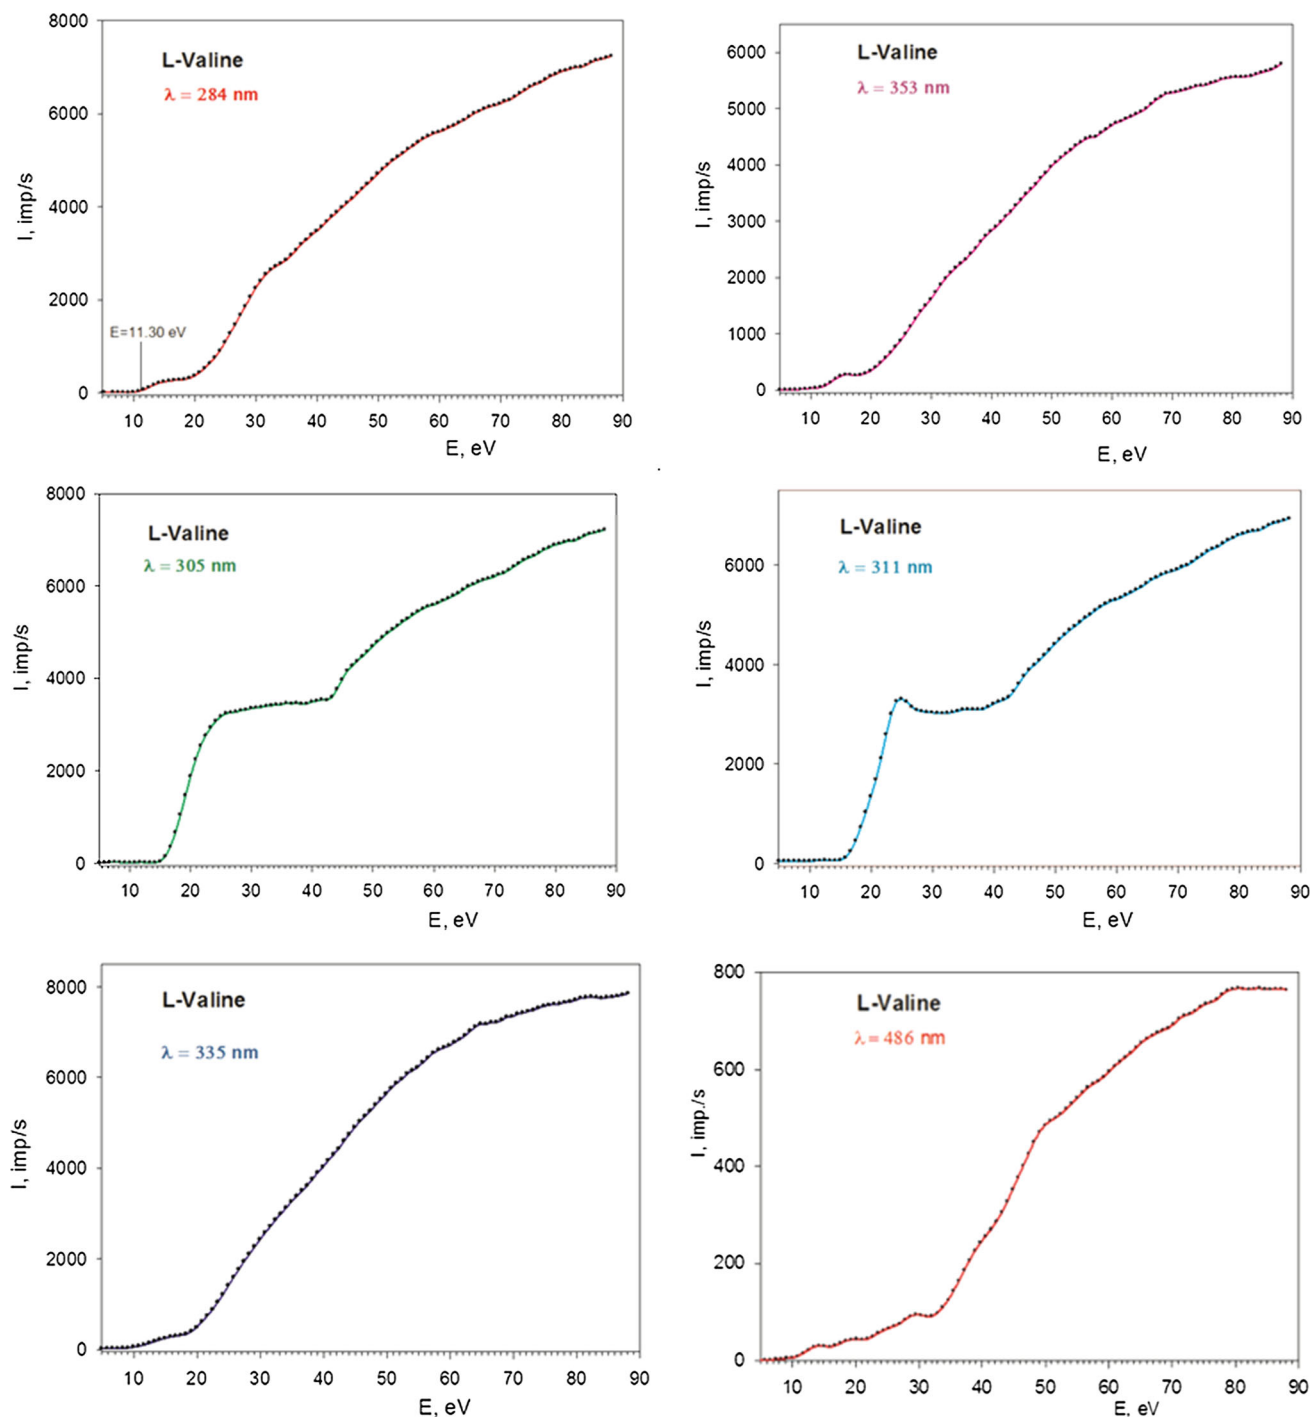 8000
L-Valine
λ = 284 nm
6000
I, imp/s
4000
2000
E=11.30 eV
0
10 20 30 40 50 60 70 80 90
E, eV
L-Valine
λ = 353 nm
6000
5000
4000
I, imp/s
3000
2000
1000
0
10 20 30 40 50 60 70 80 90
E, eV
8000
L-Valine
λ = 305 nm
6000
I, imp/s
4000
2000
0
10 20 30 40 50 60 70 80 90
E, eV
L-Valine
λ = 311 nm
6000
I, imp/s
4000
2000
0
10 20 30 40 50 60 70 80 90
E, eV
8000
L-Valine
λ = 335 nm
6000
I, imp/s
4000
2000
0
10 20 30 40 50 60 70 80 90
E, eV
800
L-Valine
λ = 486 nm
600
I, imp./s
400
200
0
10 20 30 40 50 60 70 80 90
E, eV